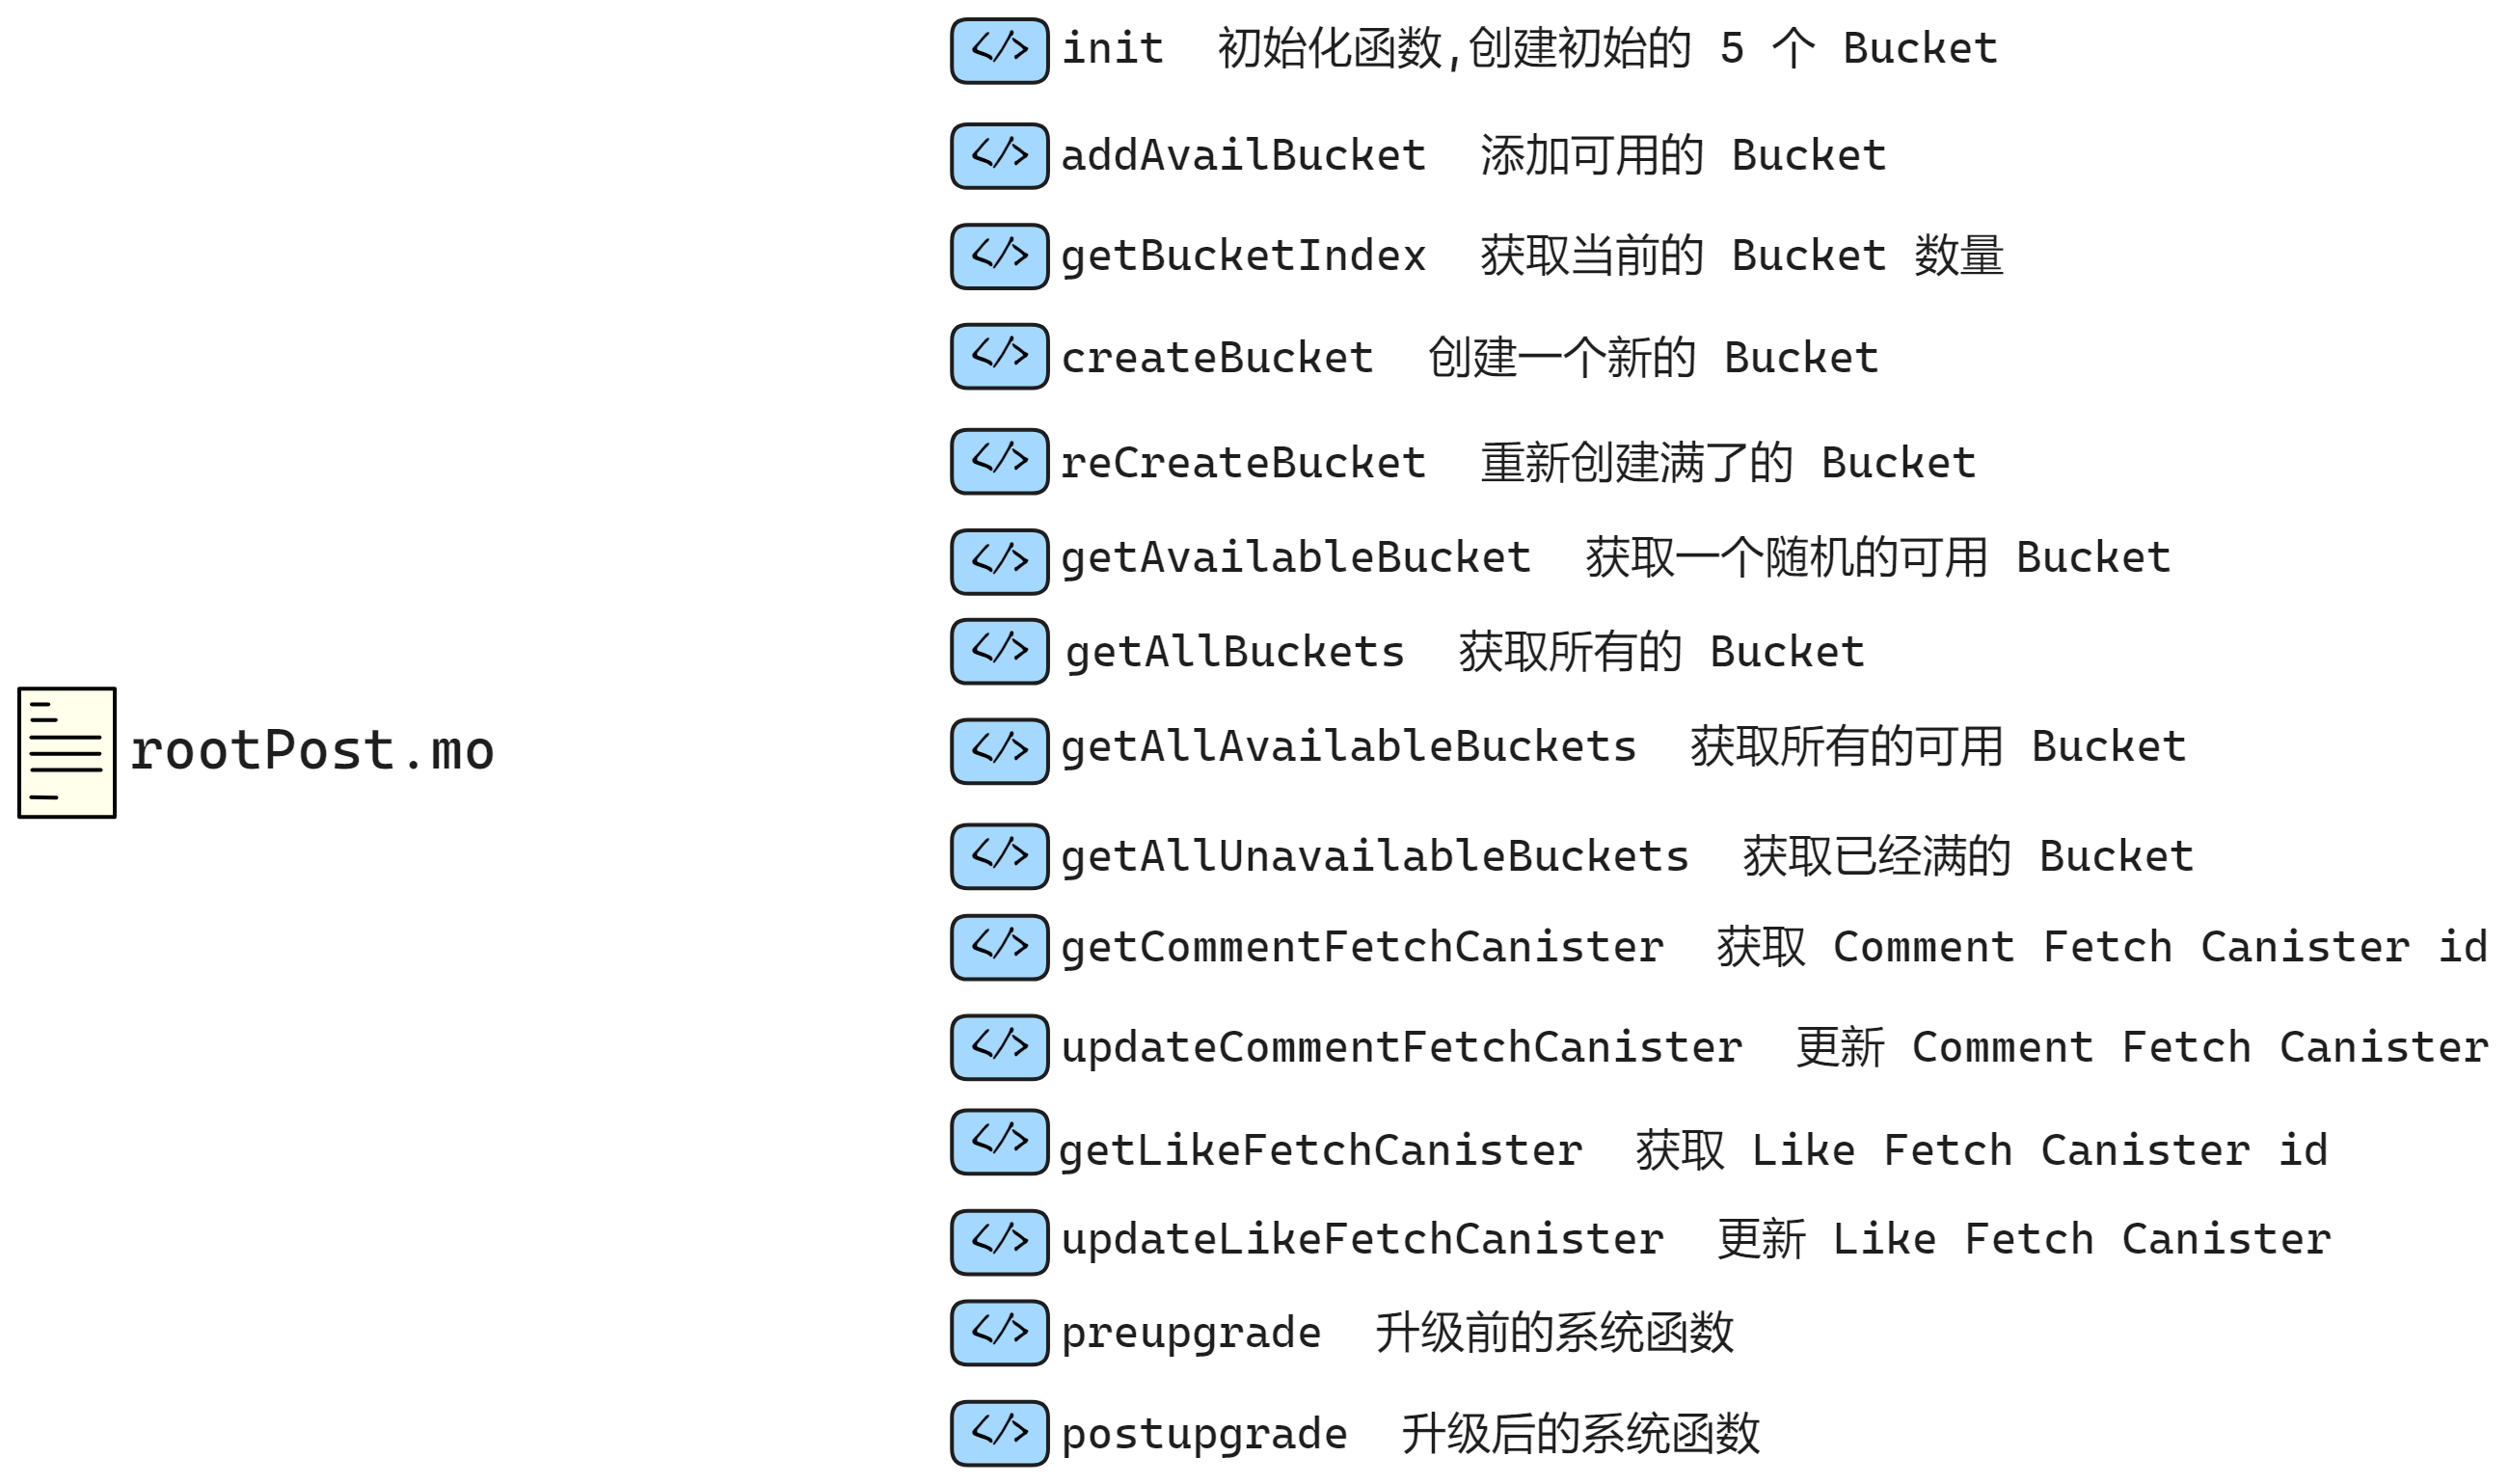 init 初始化函数,创建初始的 5 个 Bucket
addAvailBucket 添加可用的 Bucket
getBucketIndex 获取当前的 Bucket 数量
createBucket 创建一个新的 Bucket
reCreateBucket 重新创建满了的 Bucket
getAvailableBucket 获取一个随机的可用 Bucket
getAllBuckets 获取所有的 Bucket
rootPost.mo
getAllAvailableBuckets 获取所有的可用 Bucket
getAllUnavailableBuckets 获取已经满的 Bucket
getCommentFetchCanister 获取 Comment Fetch Canister id
updateCommentFetchCanister 更新 Comment Fetch Canister
getLikeFetchCanister 获取 Like Fetch Canister id
updateLikeFetchCanister 更新 Like Fetch Canister
preupgrade 升级前的系统函数
postupgrade 升级后的系统函数